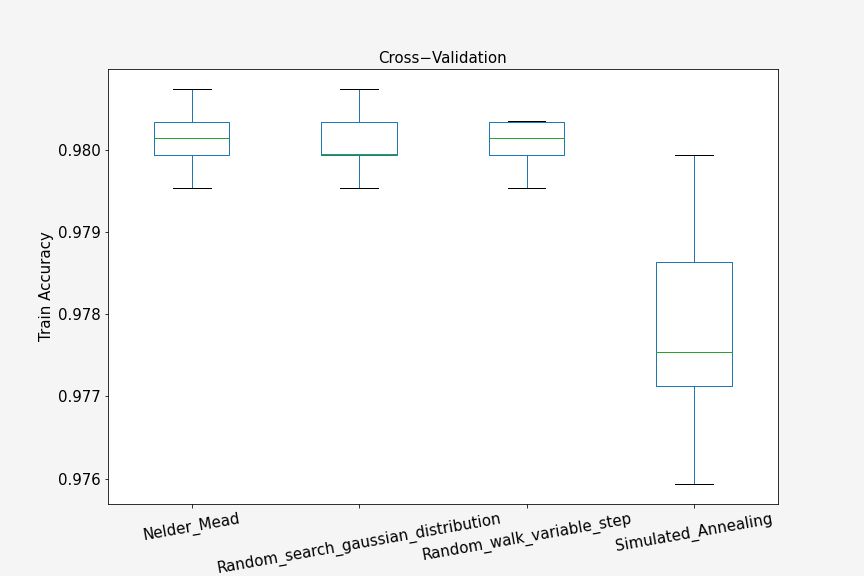 Cross−Validation
Train Accuracy
0.980
0.979
0.978
0.977
0.976
Nelder_Mead
Random_search_gaussian_distribution
Random_walk_variable_step
Simulated_Annealing